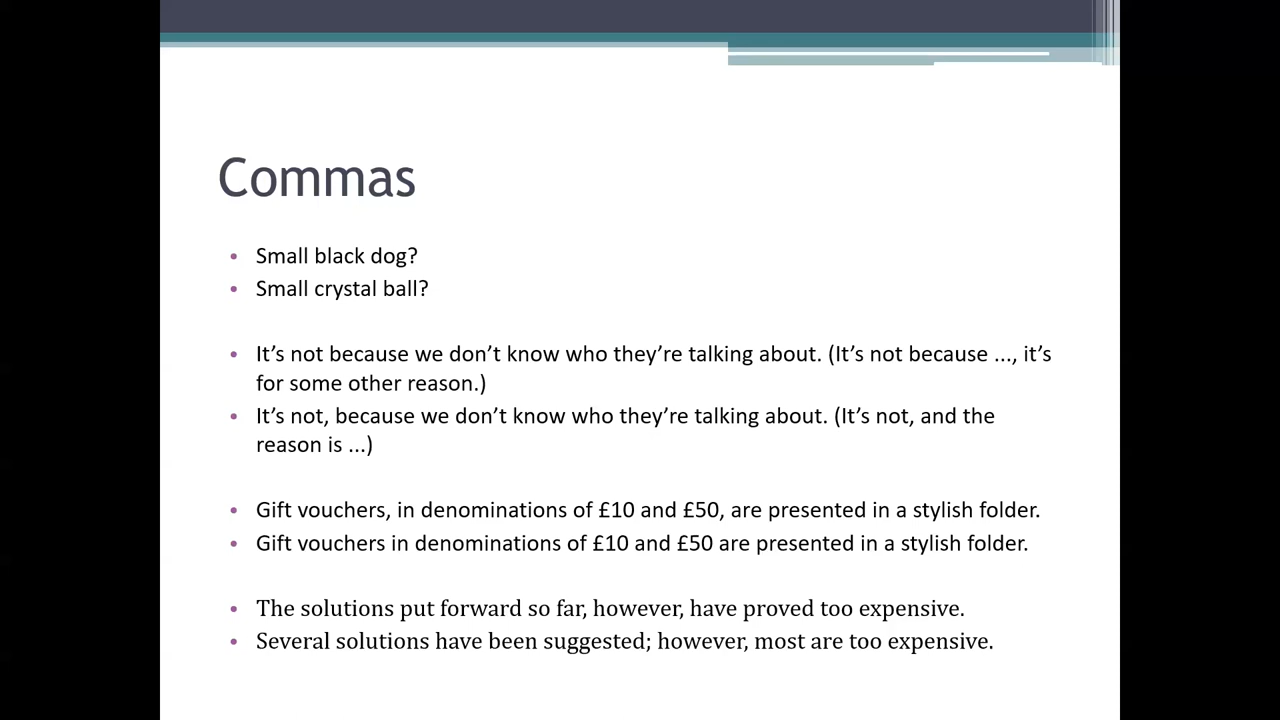 Commas
• Small black dog?
• Small crystal ball?
• It’s not because we don’t know who they’re talking about. (It’s not because ..., it’s
for some other reason.)
• It’s not, because we don’t know who they’re talking about. (It’s not, and the
reason is ...)
• Gift vouchers, in denominations of £10 and £50, are presented in a stylish folder.
• Gift vouchers in denominations of £10 and £50 are presented in a stylish folder.
• The solutions put forward so far, however, have proved too expensive.
• Several solutions have been suggested; however, most are too expensive.